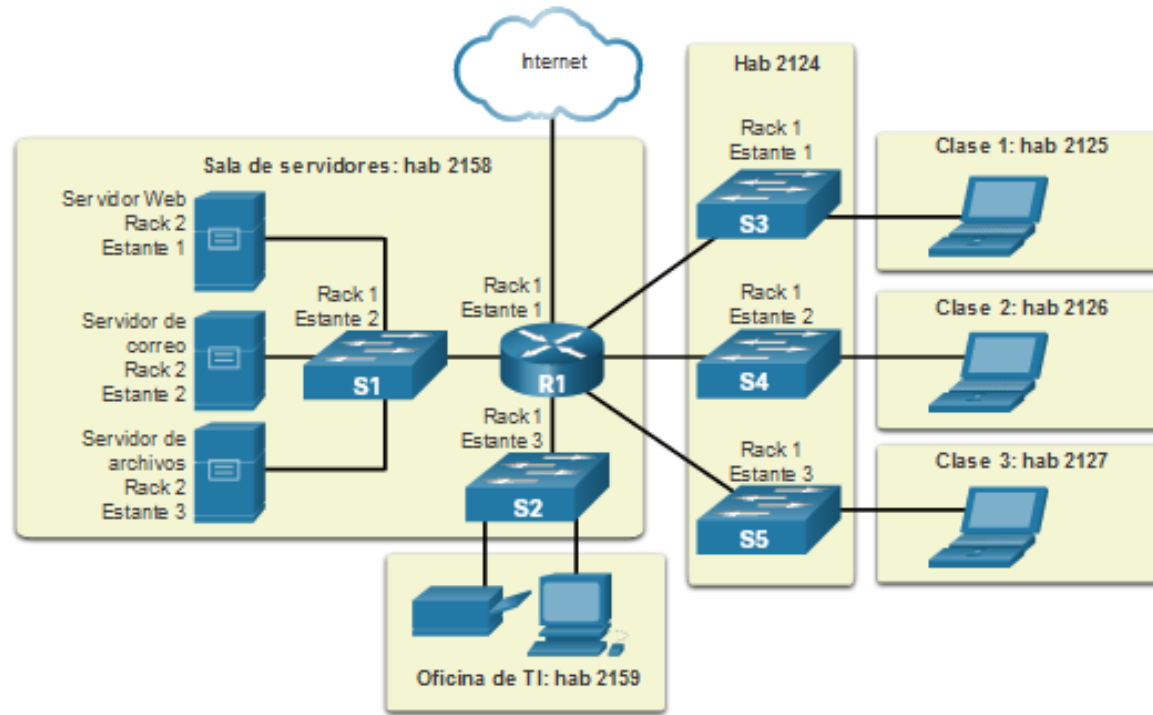 Internet
Sala de servidores: hab 2158
Servidor Web
Rack 2
Estante 1
Servidor de
correo
Rack 2
Estante 2
Servidor de
archivos
Rack 2
Estante 3
Rack 1
Estante 2
S1
Rack 1
Estante 1
R1
Rack 1
Estante 3
S2
Oficina de TI: hab 2159
Hab 2124
Rack 1
Estante 1
S3
Rack 1
Estante 2
S4
Rack 1
Estante 3
S5
Clase 1: hab 2125
Clase 2: hab 2126
Clase 3: hab 2127